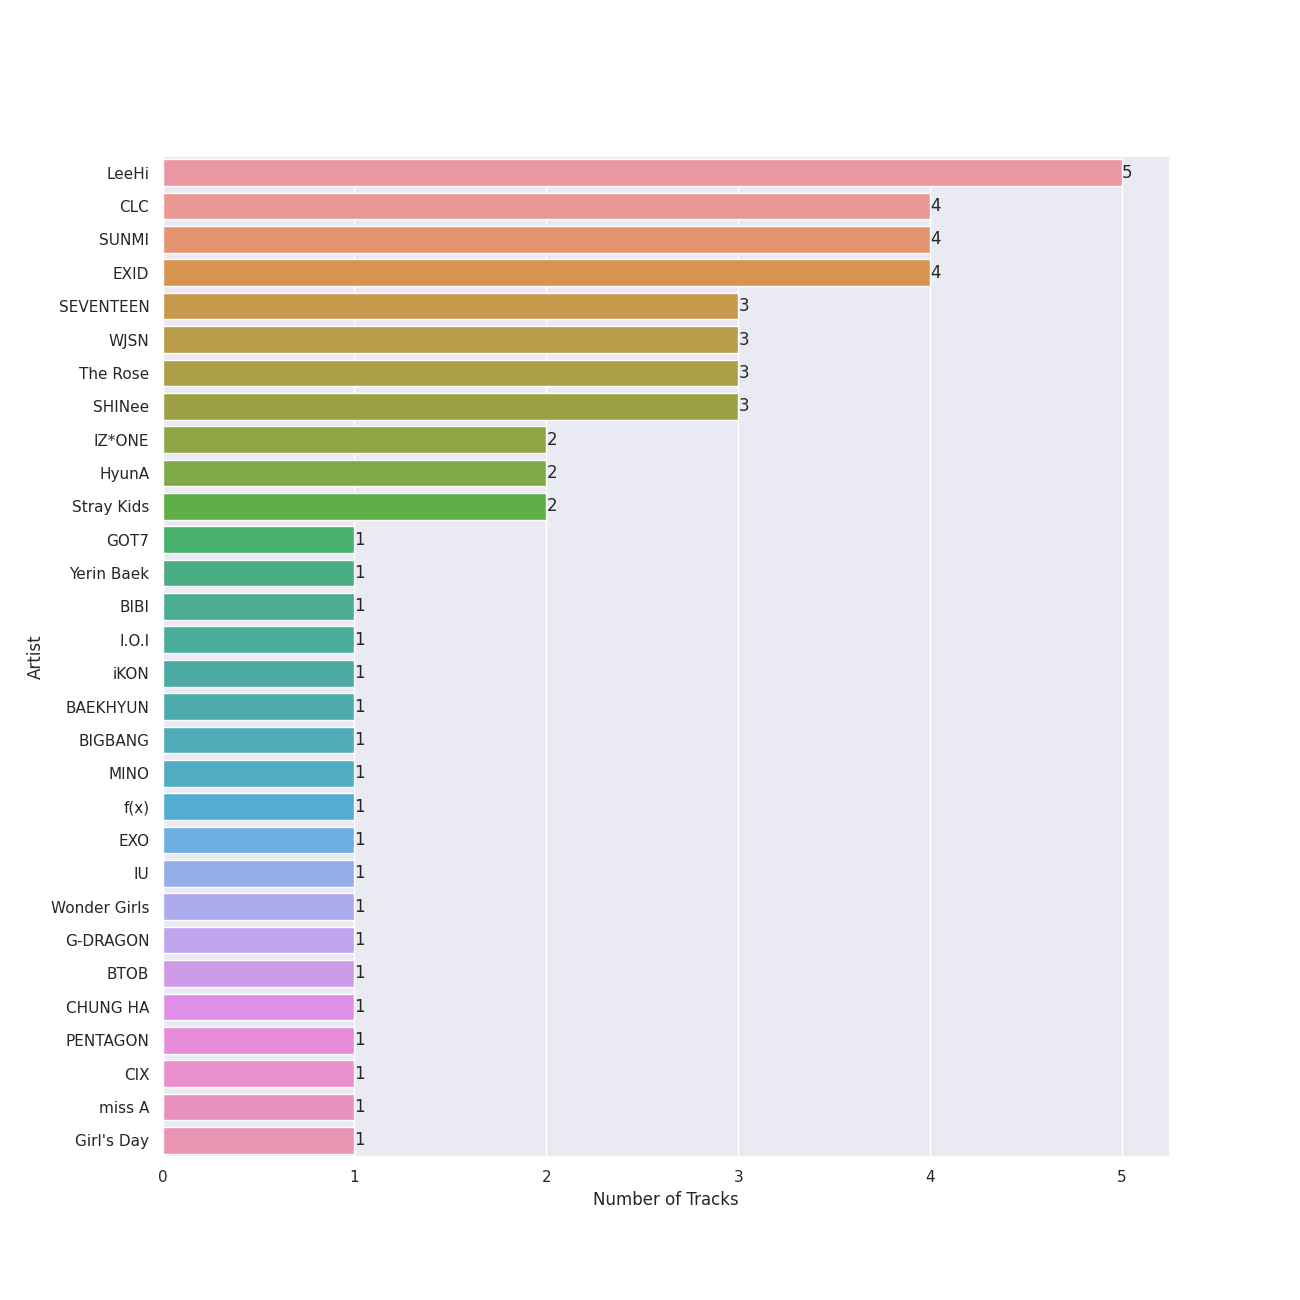 LeeHi 5
CLC 4
SUNMI 4
EXID 4
SEVENTEEN 3
WJSN 3
The Rose 3
SHINee 3
IZ*ONE 2
HyunA 2
Stray Kids 2
GOT7 1
Yerin Baek 1
BIBI 1
I.O.I 1
iKON 1
BAEKHYUN 1
BIGBANG 1
MINO 1
f(x) 1
EXO 1
IU 1
Wonder Girls 1
G-DRAGON 1
BTOB 1
CHUNG HA 1
PENTAGON 1
CIX 1
miss A 1
Girl's Day 1
Artist
0 1 2 3 4 5
Number of Tracks